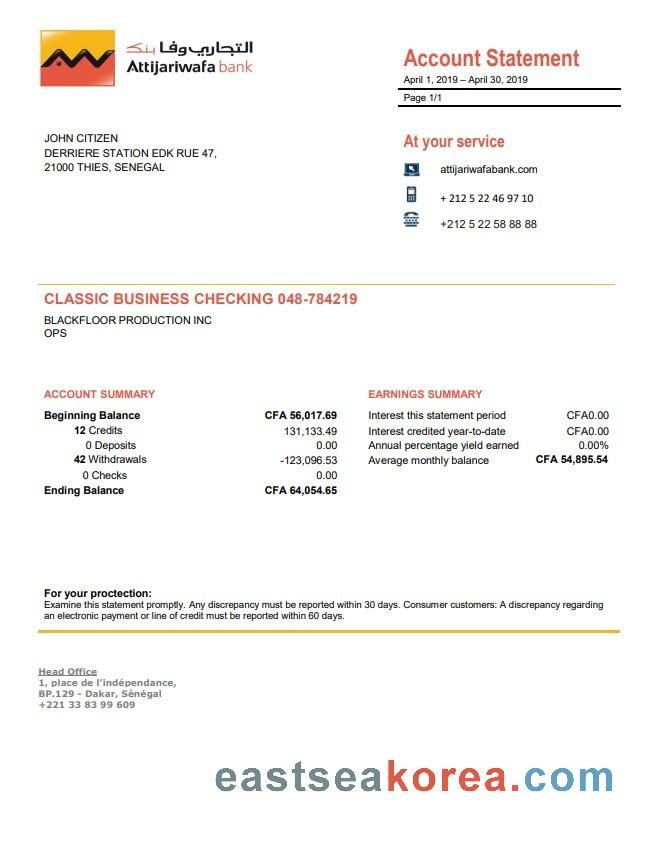 التجاري وفا بنك
Attijariwafa bank
Account Statement
April 1, 2019 – April 30, 2019
Page 1/1
JOHN CITIZEN
DERRIERE STATION EDK RUE 47,
21000 THIES, SENEGAL
At your service
attijariwafabank.com
+ 212 5 22 46 97 10
+212 5 22 58 88 88
CLASSIC BUSINESS CHECKING 048-784219
BLACKFLOOR PRODUCTION INC
OPS
ACCOUNT SUMMARY
Beginning Balance CFA 56,017.69
12 Credits 131,133.49
0 Deposits 0.00
42 Withdrawals -123,096.53
0 Checks 0.00
Ending Balance CFA 64,054.65
EARNINGS SUMMARY
Interest this statement period CFA0.00
Interest credited year-to-date CFA0.00
Annual percentage yield earned 0.00%
Average monthly balance CFA 54,895.54
For your proctection:
Examine this statement promptly. Any discrepancy must be reported within 30 days. Consumer customers: A discrepancy regarding
an electronic payment or line of credit must be reported within 60 days.
Head Office
1, place de l’indépendance,
BP.129 - Dakar, Sénégal
+221 33 83 99 609
eastseakorea.com